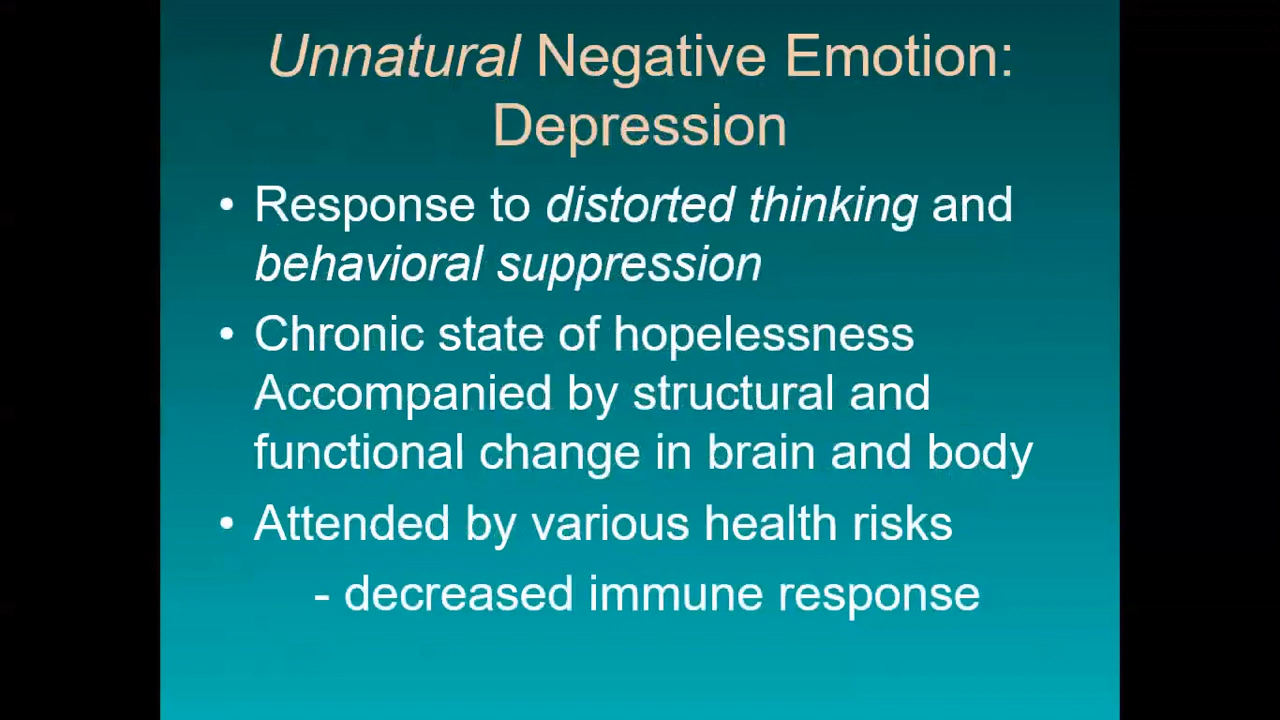 Unnatural Negative Emotion:
Depression
• Response to distorted thinking and
behavioral suppression
• Chronic state of hopelessness
Accompanied by structural and
functional change in brain and body
• Attended by various health risks
- decreased immune response